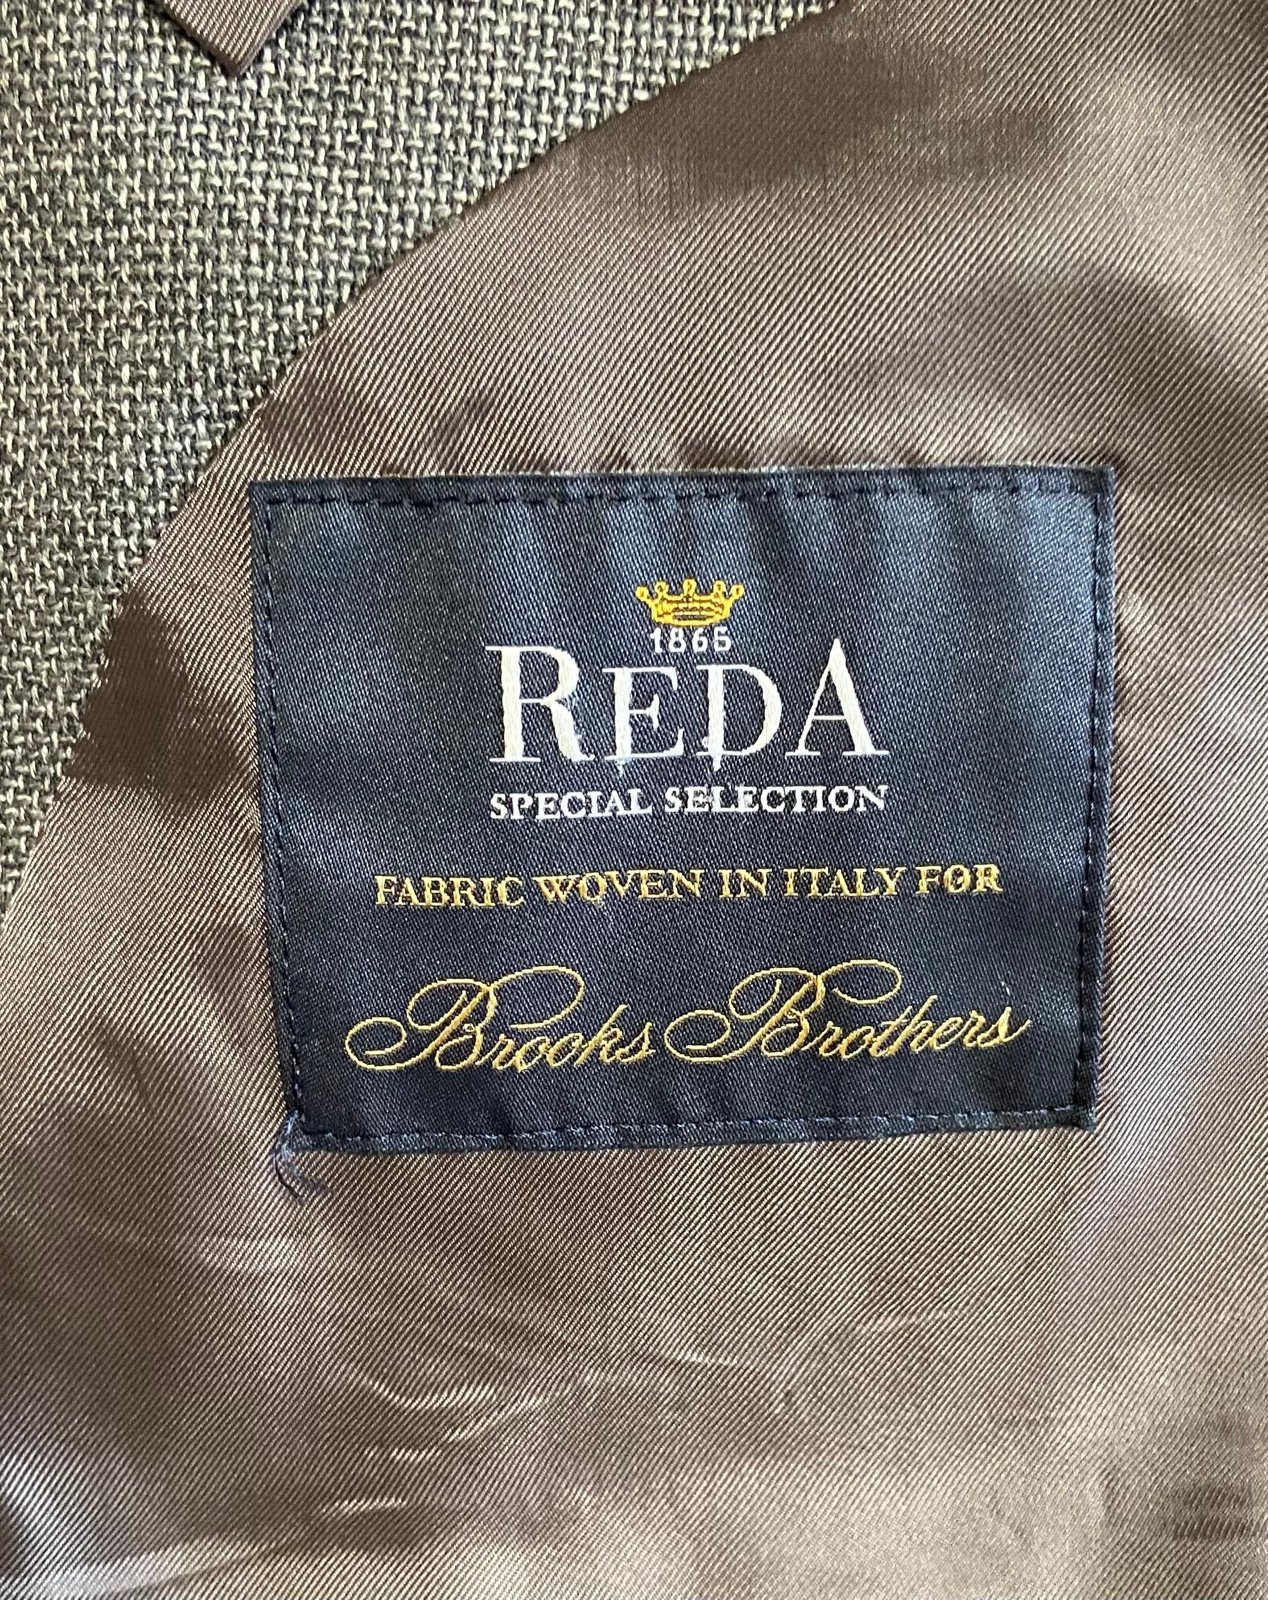 1865
REDA
SPECIAL SELECTION
FABRIC WOVEN IN ITALY FOR
Brooks Brothers